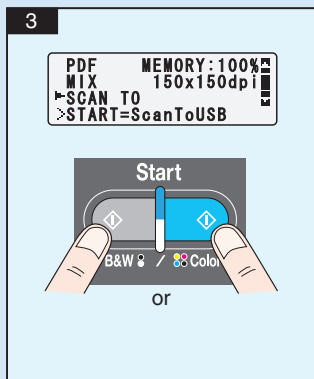 3
PDF MEMORY:100%
MIX 150x150dpi
SCAN TO
>START=ScanToUSB
Start
B&W / Color
or